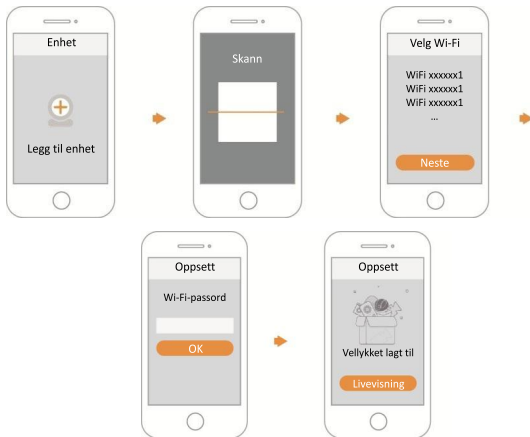 Enhet
Legg til enhet
Skann
Velg Wi-Fi
WiFi xxxxxx1
WiFi xxxxxx1
WiFi xxxxxx1
...
Neste
Oppsett
Wi-Fi-passord
OK
Oppsett
Vellykket lagt til
Livevisning